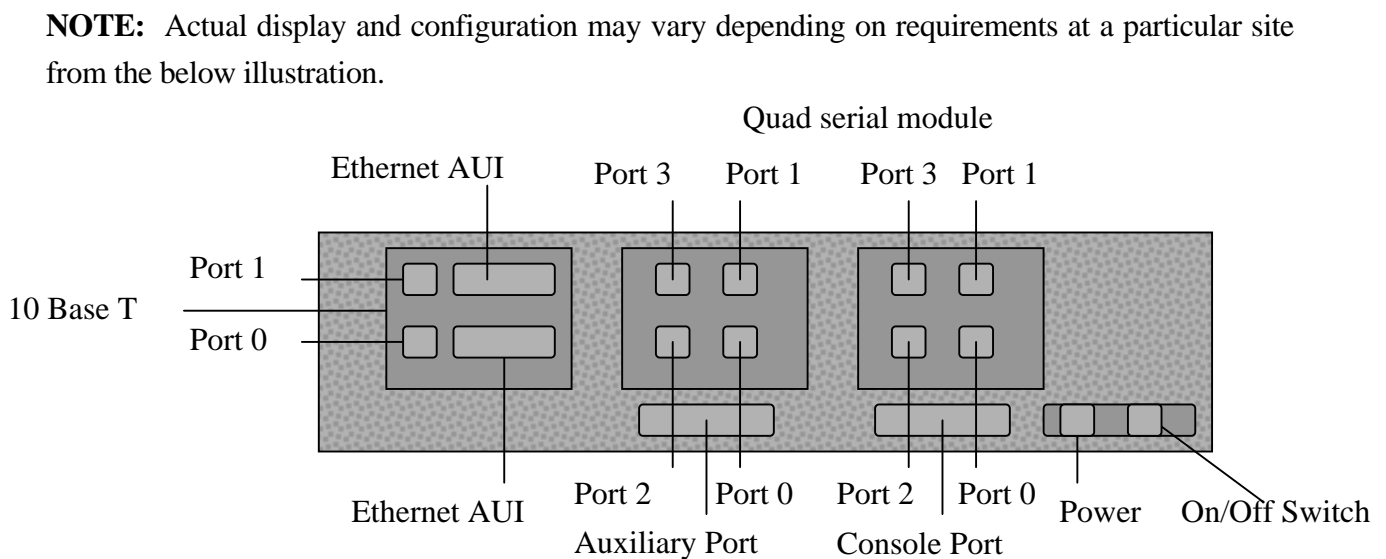 NOTE: Actual display and configuration may vary depending on requirements at a particular site
from the below illustration.
Quad serial module
Ethernet AUI
Port 3
Port 1
Port 3
Port 1
Port 1
10 Base T
Port 0
Port 2
Port 0
Port 2
Port 0
Ethernet AUI
Power
On/Off Switch
Auxiliary Port
Console Port